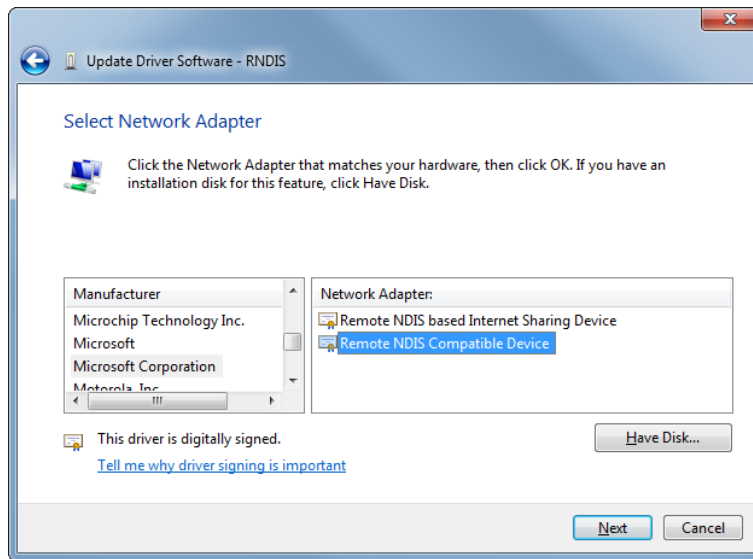 Update Driver Software - RNDIS
Select Network Adapter
Click the Network Adapter that matches your hardware, then click OK. If you have an
installation disk for this feature, click Have Disk.
Manufacturer
Microchip Technology Inc.
Microsoft
Microsoft Corporation
Motorola, Inc.
Network Adapter:
Remote NDIS based Internet Sharing Device
Remote NDIS Compatible Device
This driver is digitally signed.
Have Disk...
Tell me why driver signing is important
Next
Cancel